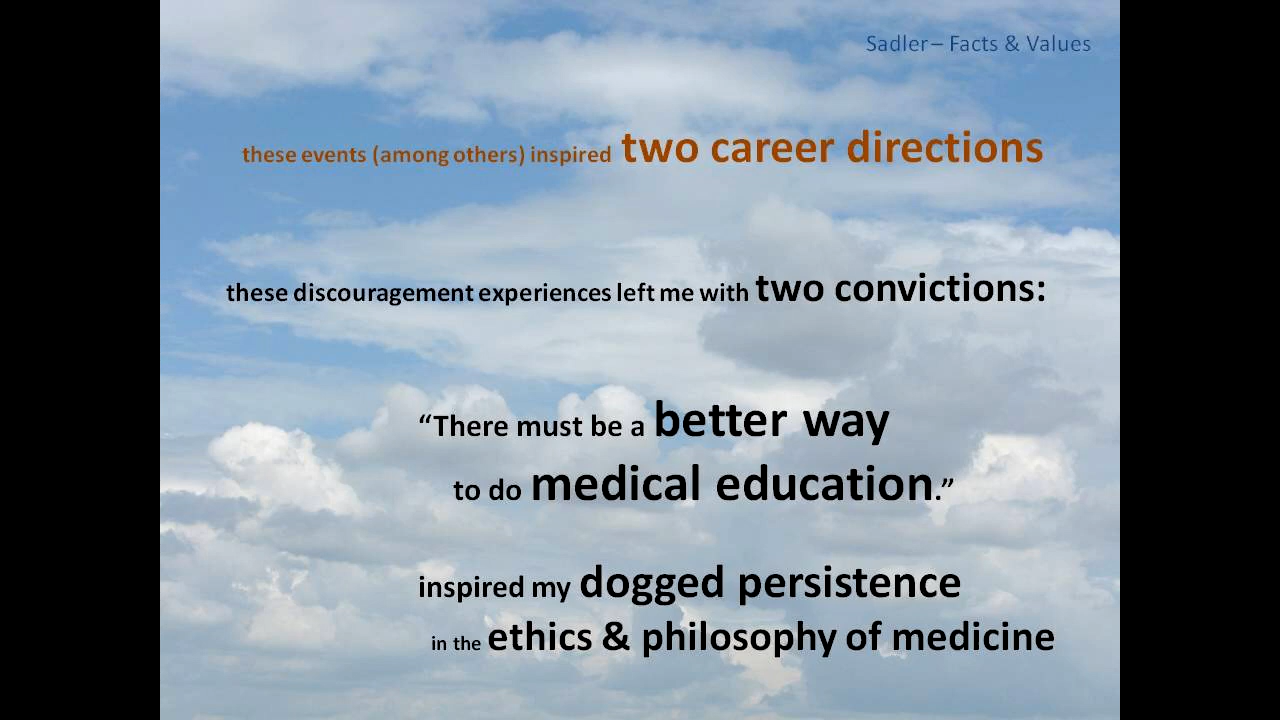 Sadler – Facts & Values
these events (among others) inspired two career directions
these discouragement experiences left me with two convictions:
“There must be a better way
to do medical education.”
inspired my dogged persistence
in the ethics & philosophy of medicine